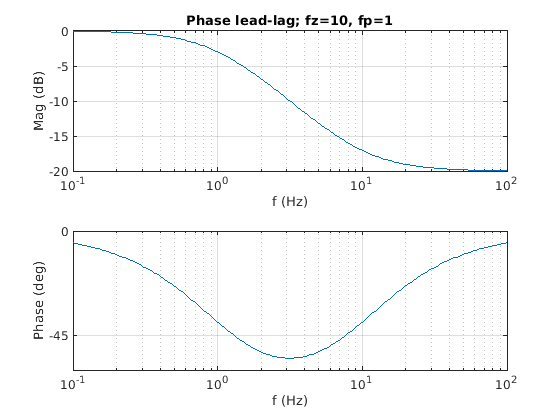 Phase lead-lag; fz=10, fp=1
0
-5
-10
-15
-20
Mag (dB)
10^-1 10^0 10^1 10^2
f (Hz)
0
-45
Phase (deg)
10^-1 10^0 10^1 10^2
f (Hz)